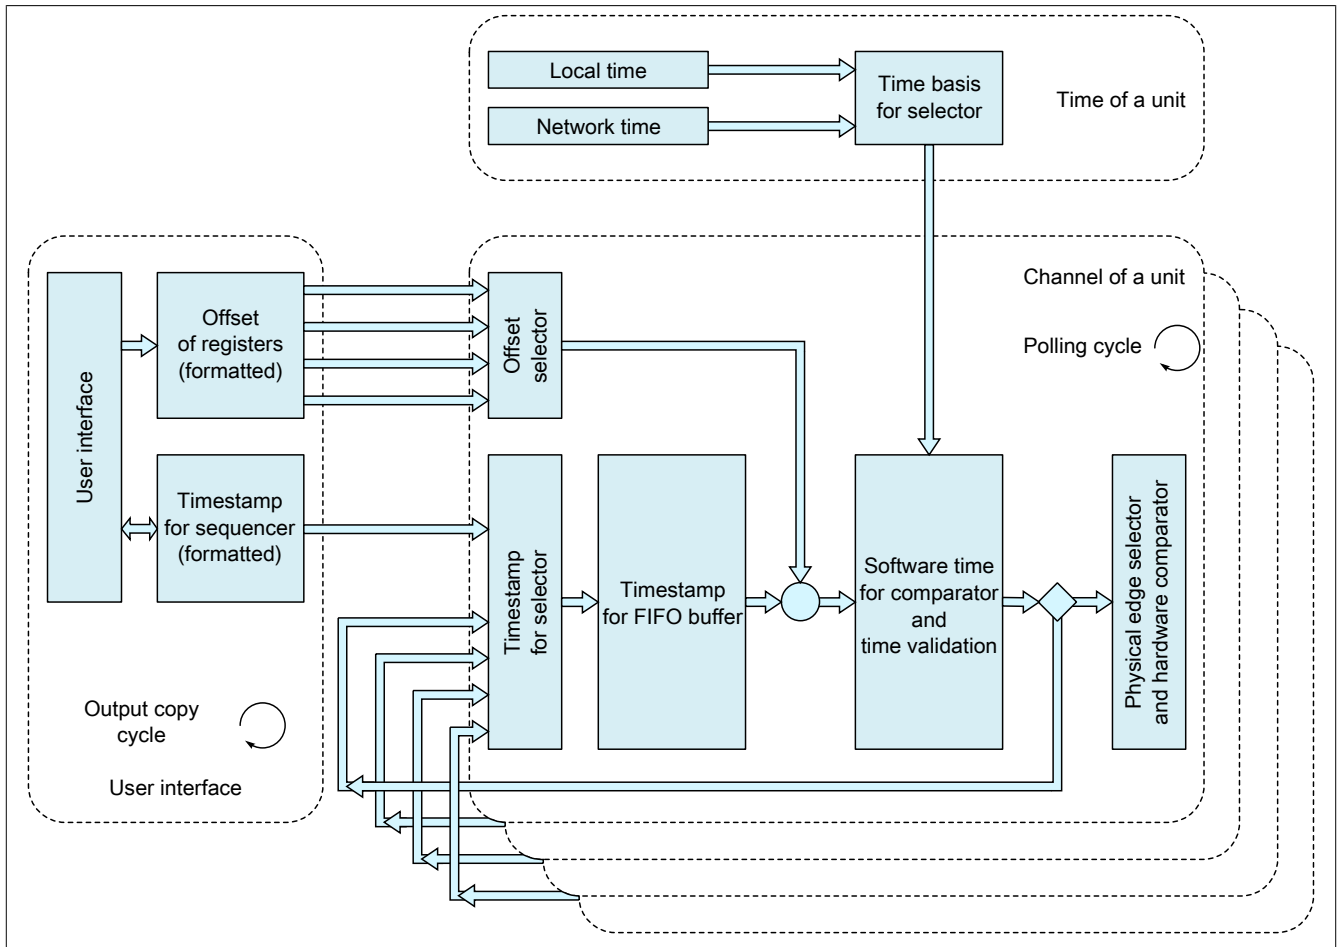 Local time
Network time
Time basis
for selector
Time of a unit
Channel of a unit
Polling cycle
User interface
Offset
of registers
(formatted)
Offset
selector
Timestamp
for sequencer
(formatted)
Timestamp
for selector
Timestamp
for FIFO buffer
Software time
for comparator
and
time validation
Physical edge selector
and hardware comparator
Output copy
cycle
User interface